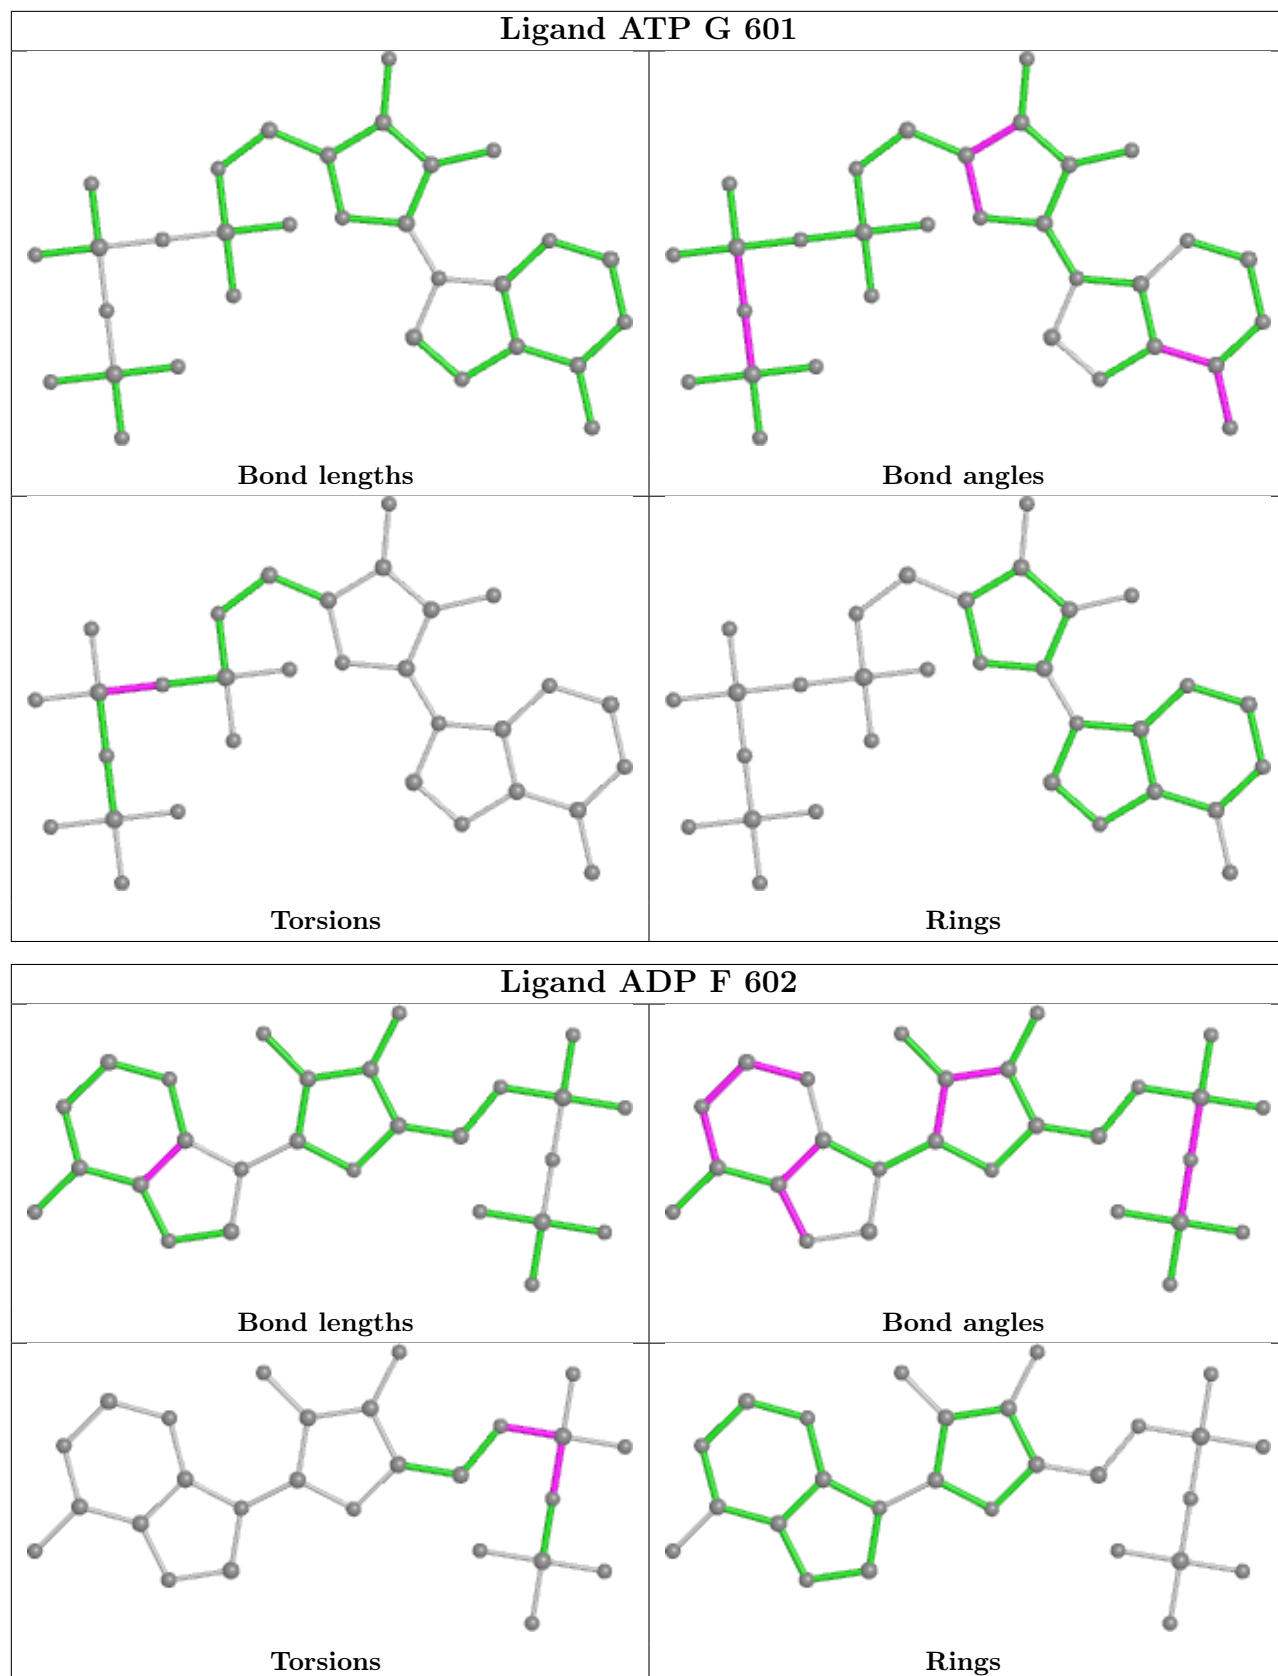 Ligand ATP G 601
Bond lengths
Bond angles
Torsions
Rings
Ligand ADP F 602
Bond lengths
Bond angles
Torsions
Rings